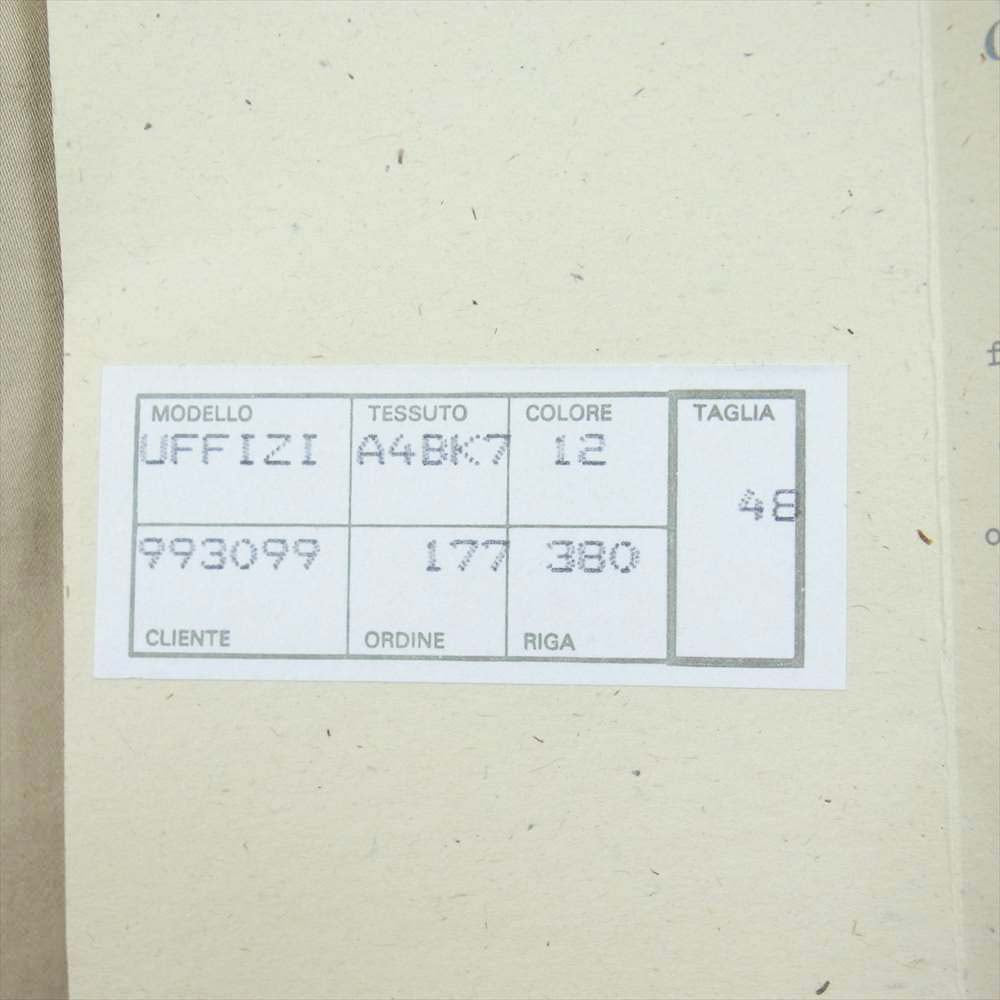 MODELLO TESSUTO COLORE TAGLIA
UFFIZI A4BK7 12
48
993099 177 380
CLIENTE ORDINE RIGA